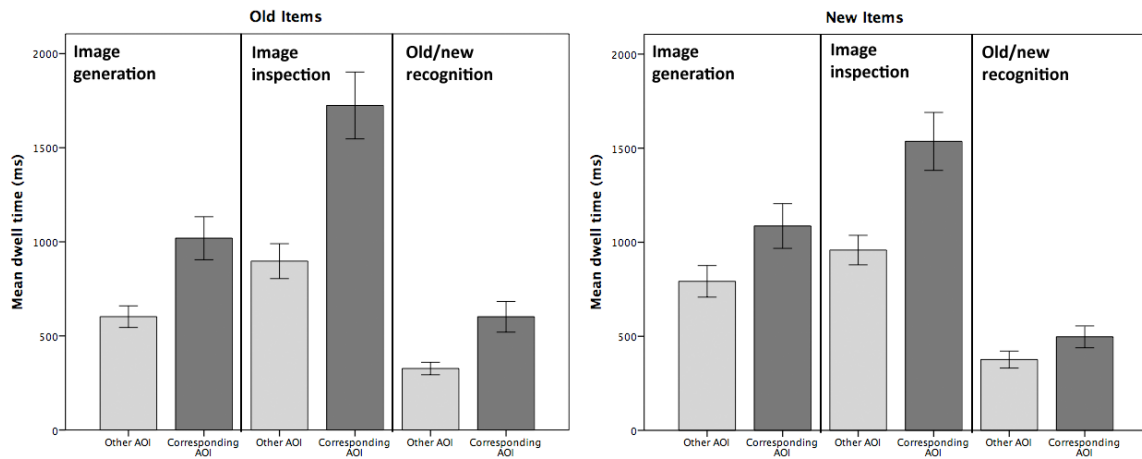 Old Items
Image
generation
Image
inspection
Old/new
recognition
Mean dwell time (ms)
2000
1500
1000
500
0
Other AOI
Corresponding
AOI
Other AOI
Corresponding
AOI
Other AOI
Corresponding
AOI
New Items
Image
generation
Image
inspection
Old/new
recognition
Mean dwell time (ms)
2000
1500
1000
500
0
Other AOI
Corresponding
AOI
Other AOI
Corresponding
AOI
Other AOI
Corresponding
AOI